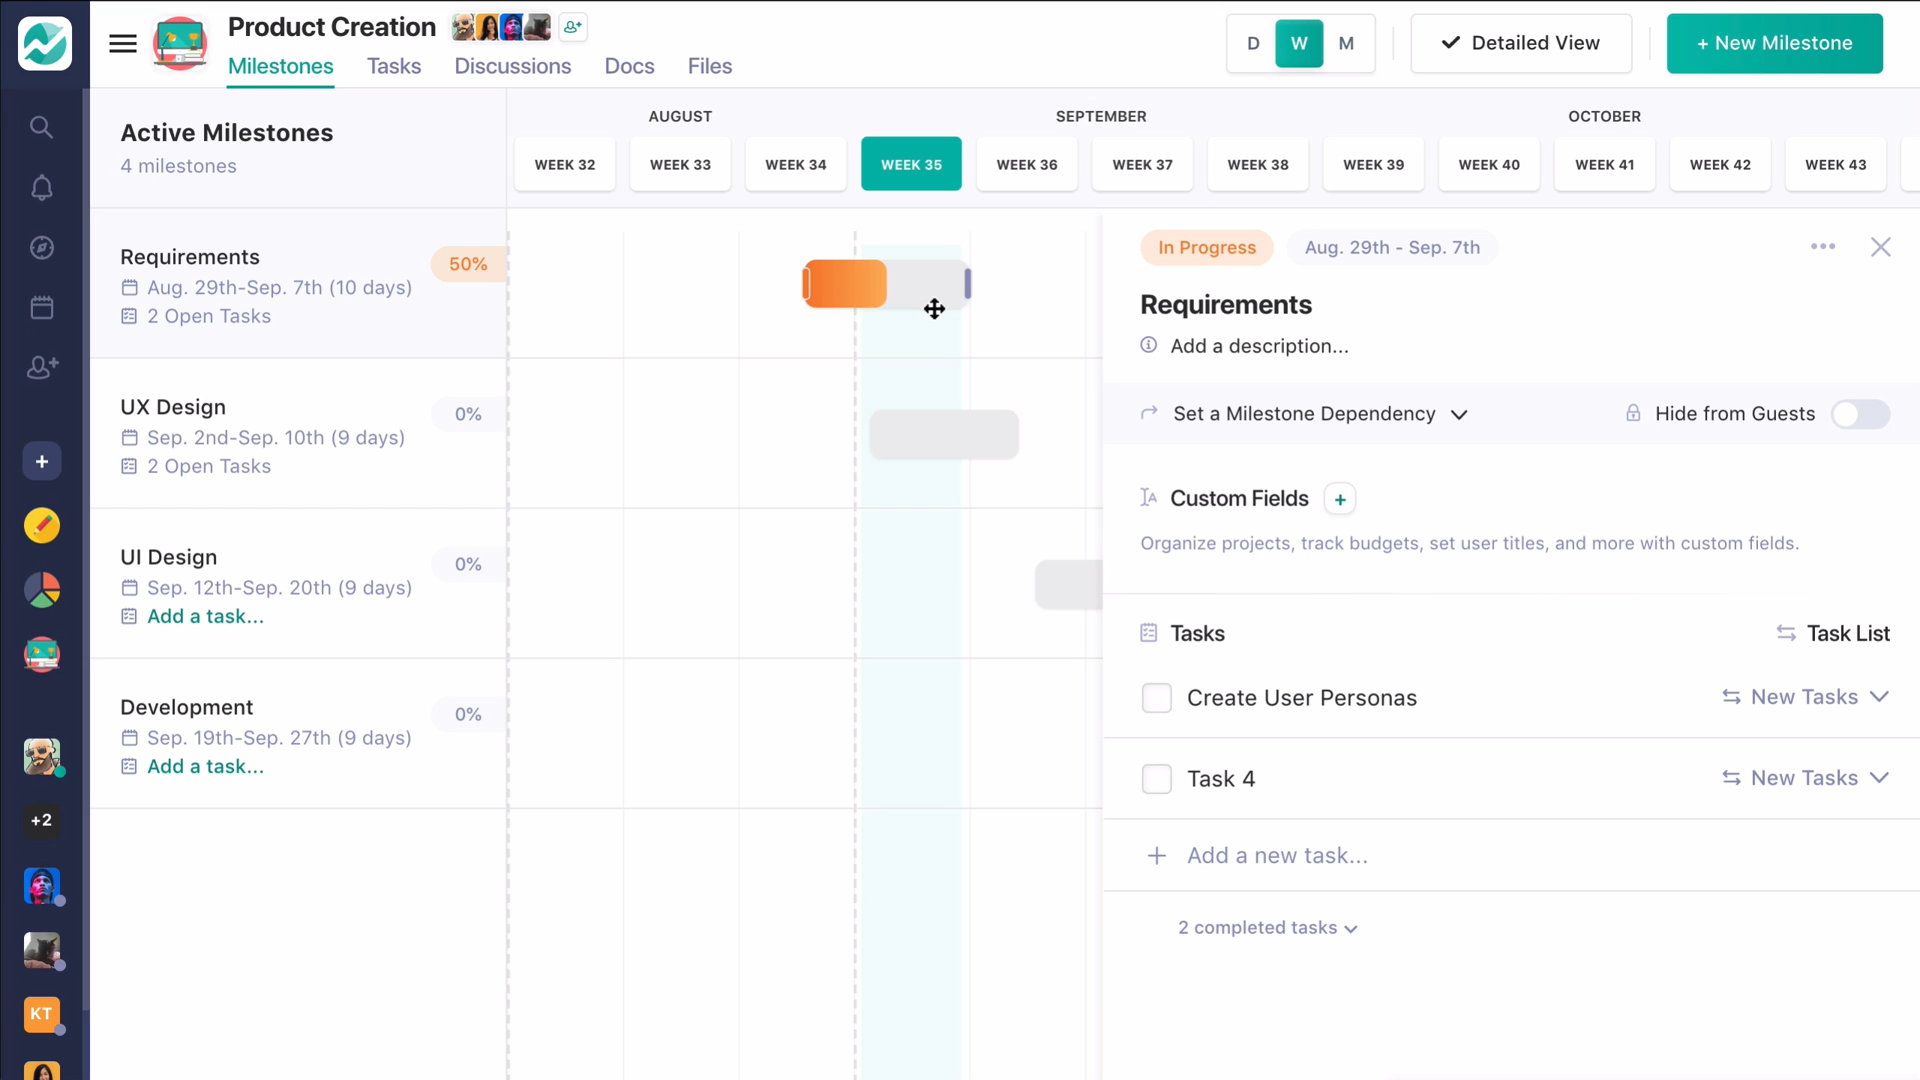 Product Creation
Milestones
Tasks
Discussions
Docs
Files
D
W
M
Detailed View
+ New Milestone
Active Milestones
4 milestones
AUGUST
SEPTEMBER
OCTOBER
WEEK 32
WEEK 33
WEEK 34
WEEK 35
WEEK 36
WEEK 37
WEEK 38
WEEK 39
WEEK 40
WEEK 41
WEEK 42
WEEK 43
Requirements
50%
Aug. 29th-Sep. 7th (10 days)
2 Open Tasks
UX Design
0%
Sep. 2nd-Sep. 10th (9 days)
2 Open Tasks
UI Design
0%
Sep. 12th-Sep. 20th (9 days)
Add a task...
Development
0%
Sep. 19th-Sep. 27th (9 days)
Add a task...
+2
KT
In Progress
Aug. 29th - Sep. 7th
Requirements
Add a description...
Set a Milestone Dependency
Hide from Guests
Custom Fields
Organize projects, track budgets, set user titles, and more with custom fields.
Tasks
Task List
Create User Personas
New Tasks
Task 4
New Tasks
Add a new task...
2 completed tasks